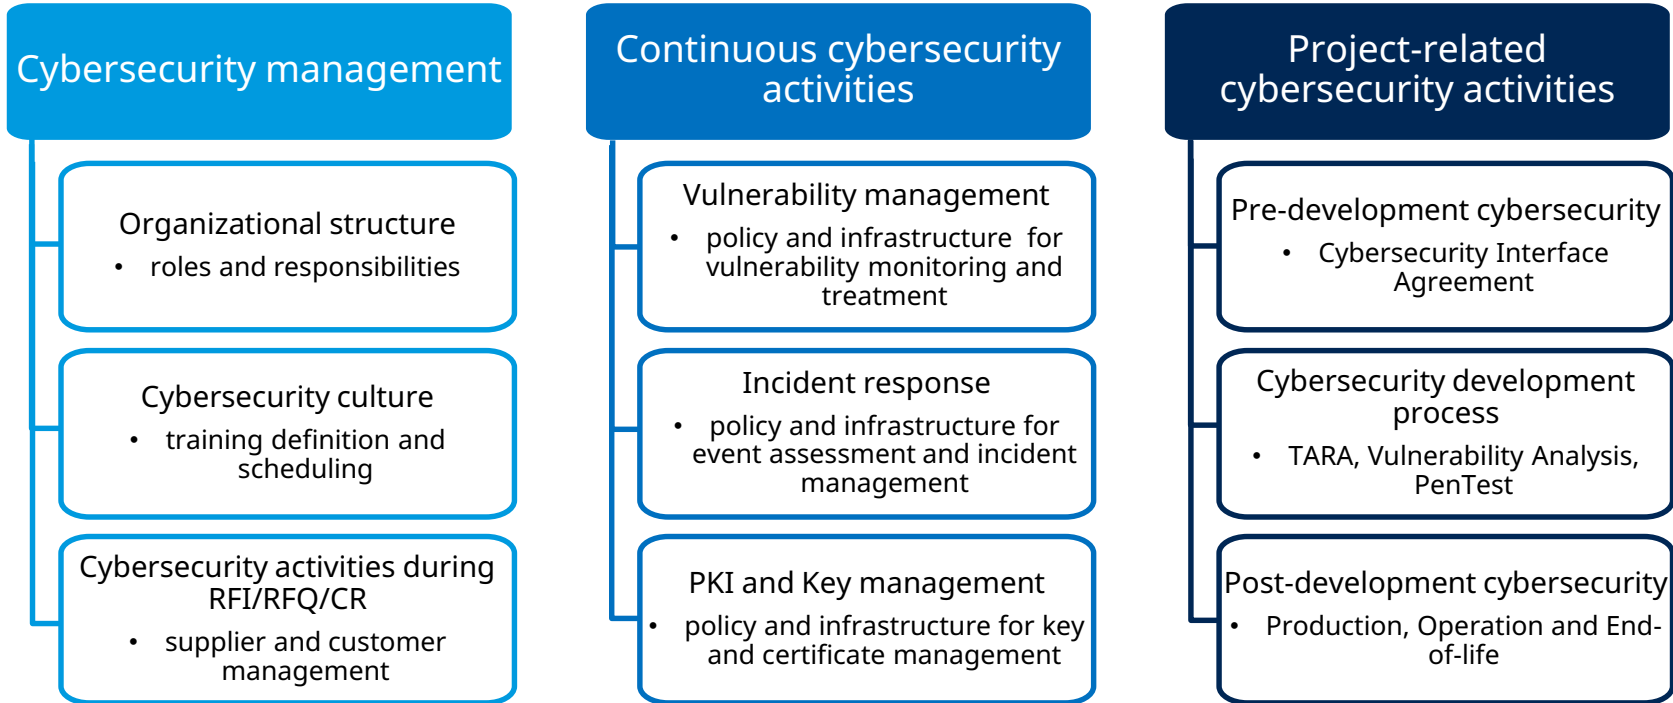 Cybersecurity management
Organizational structure
• roles and responsibilities
Cybersecurity culture
• training definition and
scheduling
Cybersecurity activities during
RFI/RFQ/CR
• supplier and customer
management
Continuous cybersecurity
activities
Vulnerability management
• policy and infrastructure for
vulnerability monitoring and
treatment
Incident response
• policy and infrastructure for
event assessment and incident
management
PKI and Key management
• policy and infrastructure for key
and certificate management
Project-related
cybersecurity activities
Pre-development cybersecurity
• Cybersecurity Interface
Agreement
Cybersecurity development
process
• TARA, Vulnerability Analysis,
PenTest
Post-development cybersecurity
• Production, Operation and End-
of-life